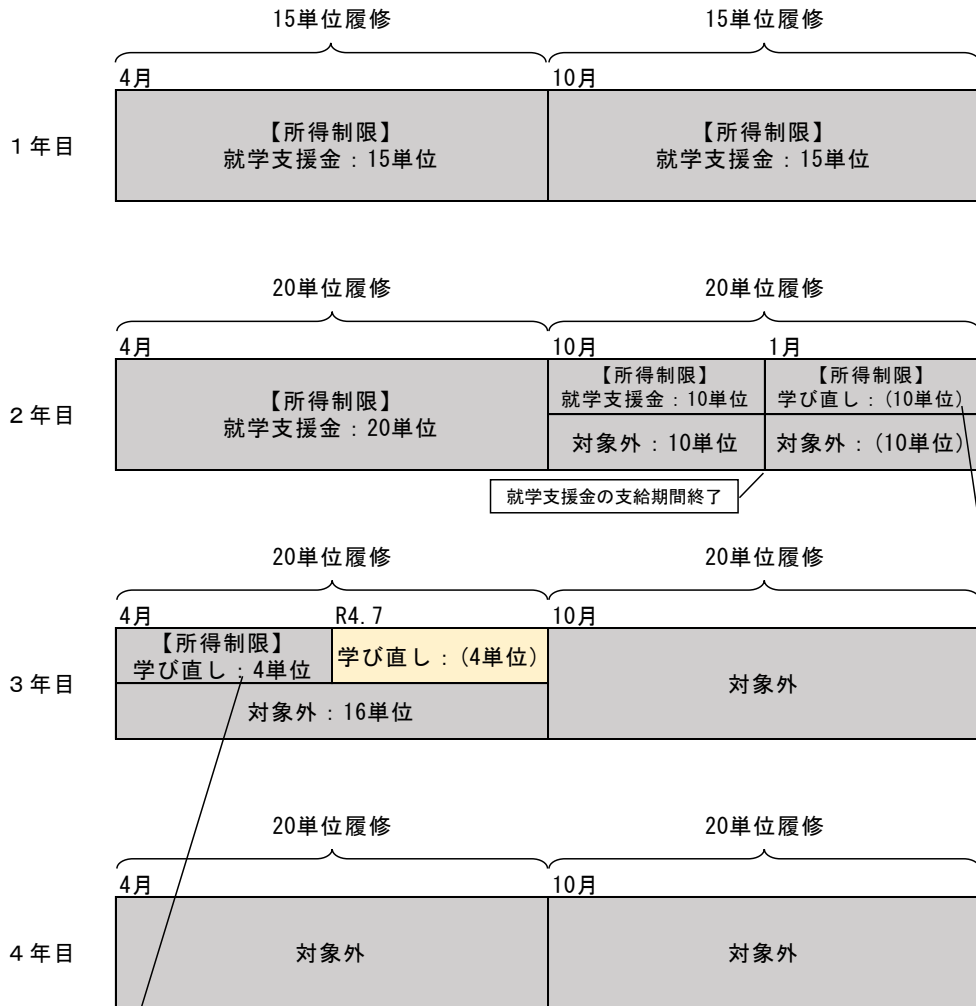 15単位履修
15単位履修
4月
10月
1年目
【所得制限】
就学支援金：15単位
【所得制限】
就学支援金：15単位
20単位履修
20単位履修
4月
10月
1月
2年目
【所得制限】
就学支援金：20単位
【所得制限】
就学支援金：10単位
【所得制限】
学び直し：(10単位)
対象外：10単位
対象外：(10単位)
就学支援金の支給期間終了
20単位履修
20単位履修
4月
R4.7
10月
3年目
【所得制限】
学び直し：4単位
学び直し：(4単位)
対象外
対象外：16単位
20単位履修
20単位履修
4月
10月
4年目
対象外
対象外